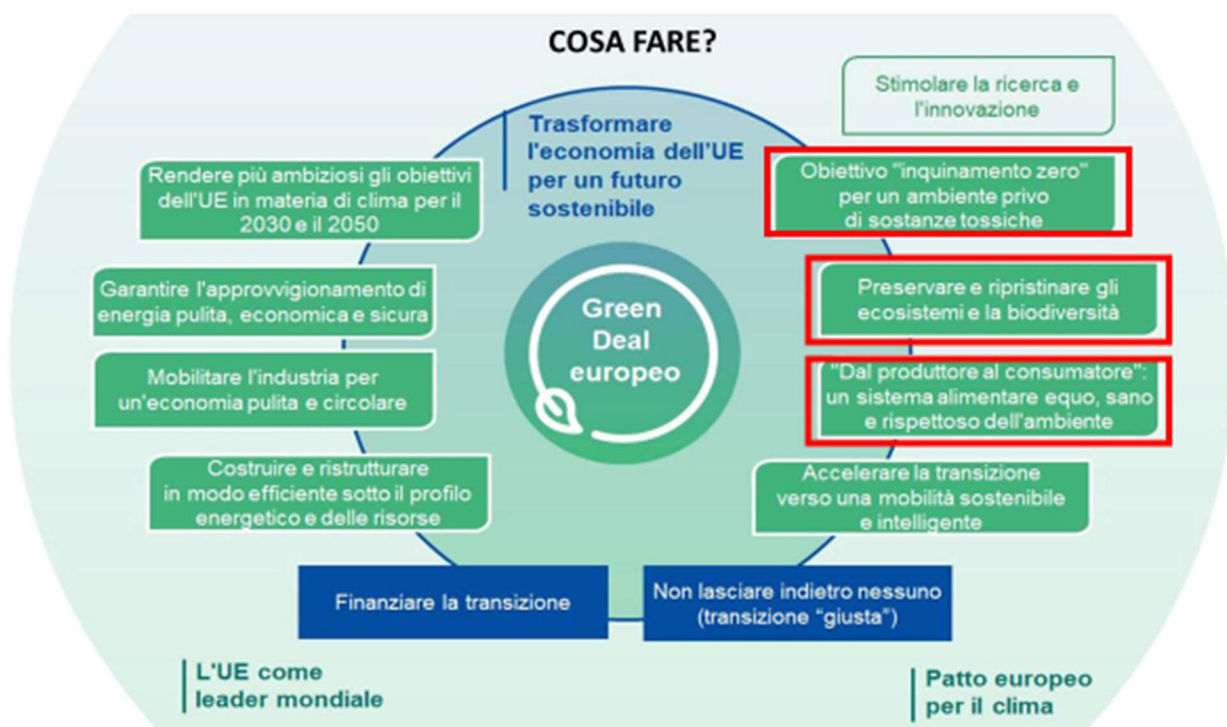 COSA FARE?
Stimolare la ricerca e
l'innovazione
Trasformare
l'economia dell'UE
per un futuro
sostenibile
Rendere più ambiziosi gli obiettivi
dell'UE in materia di clima per il
2030 e il 2050
Obiettivo "inquinamento zero"
per un ambiente privo
di sostanze tossiche
Garantire l'approvvigionamento di
energia pulita, economica e sicura
Preservare e ripristinare gli
ecosistemi e la biodiversità
Green
Deal
europeo
Mobilitare l'industria per
un'economia pulita e circolare
"Dal produttore al consumatore":
un sistema alimentare equo, sano
e rispettoso dell'ambiente
Costruire e ristrutturare
in modo efficiente sotto il profilo
energetico e delle risorse
Accelerare la transizione
verso una mobilità sostenibile
e intelligente
Finanziare la transizione
Non lasciare indietro nessuno
(transizione "giusta")
L'UE come
leader mondiale
Patto europeo
per il clima